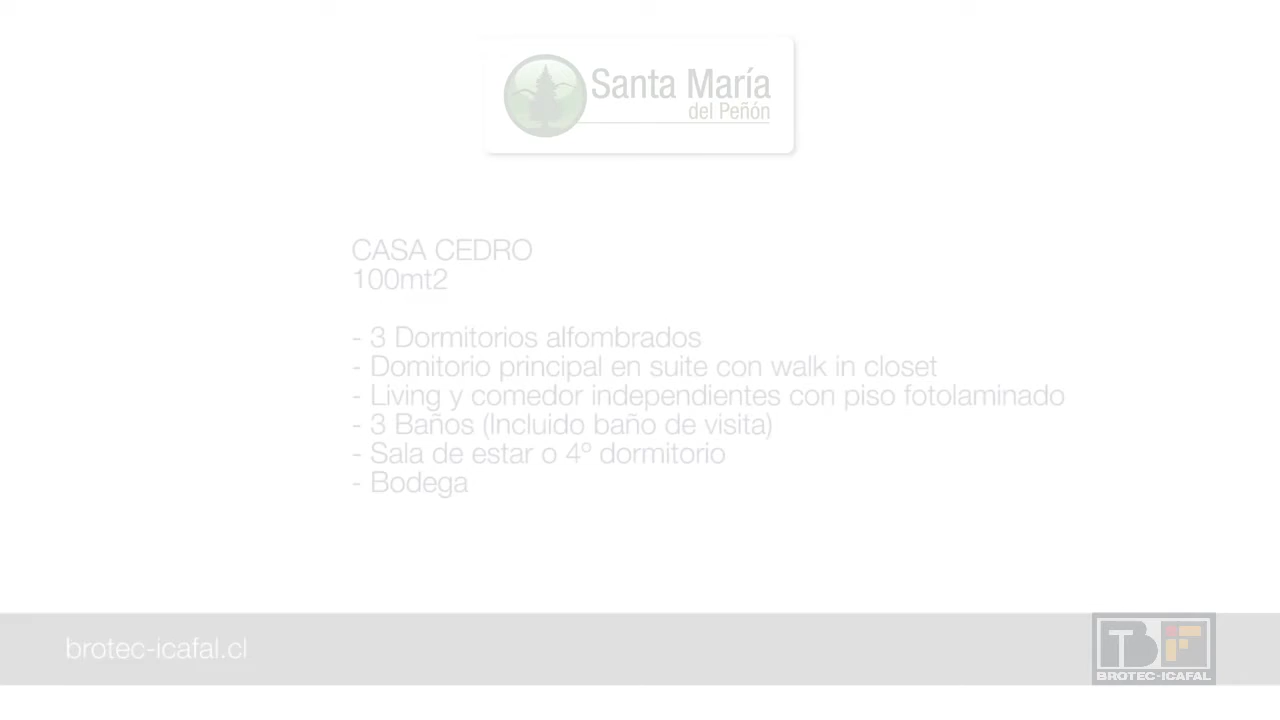 Santa María
del Peñón
CASA CEDRO
100mt2
- 3 Dormitorios alfombrados
- Domitorio principal en suite con walk in closet
- Living y comedor independientes con piso fotolaminado
- 3 Baños (Incluido baño de visita)
- Sala de estar o 4º dormitorio
- Bodega
brotec-icafal.cl
BROTEC-ICAFAL